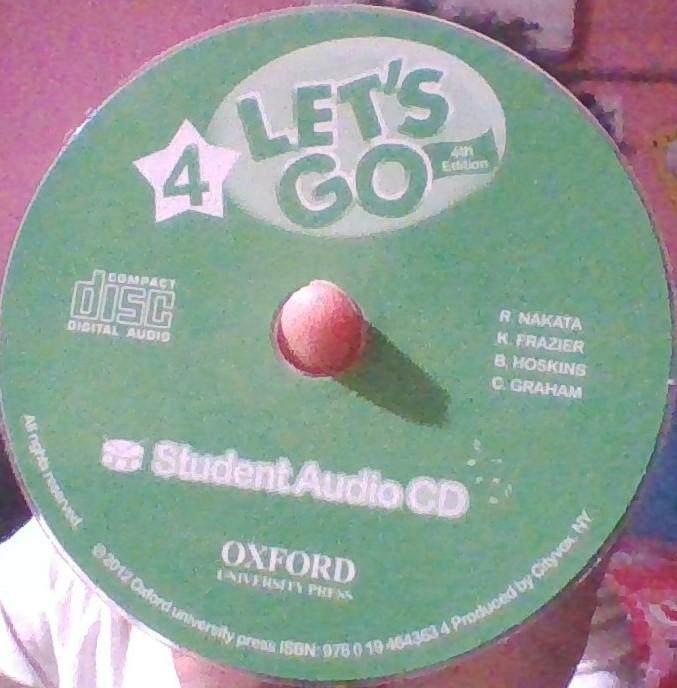 LET'S
GO
4th
Edition
4
COMPACT
disc
DIGITAL AUDIO
R. NAKATA
K. FRAZIER
B. HOSKINS
C. GRAHAM
Student Audio CD
OXFORD
UNIVERSITY PRESS
All rights reserved. © 2012 Oxford university press ISBN: 978 0 19 464363 4 Produced by Cityvox, NY